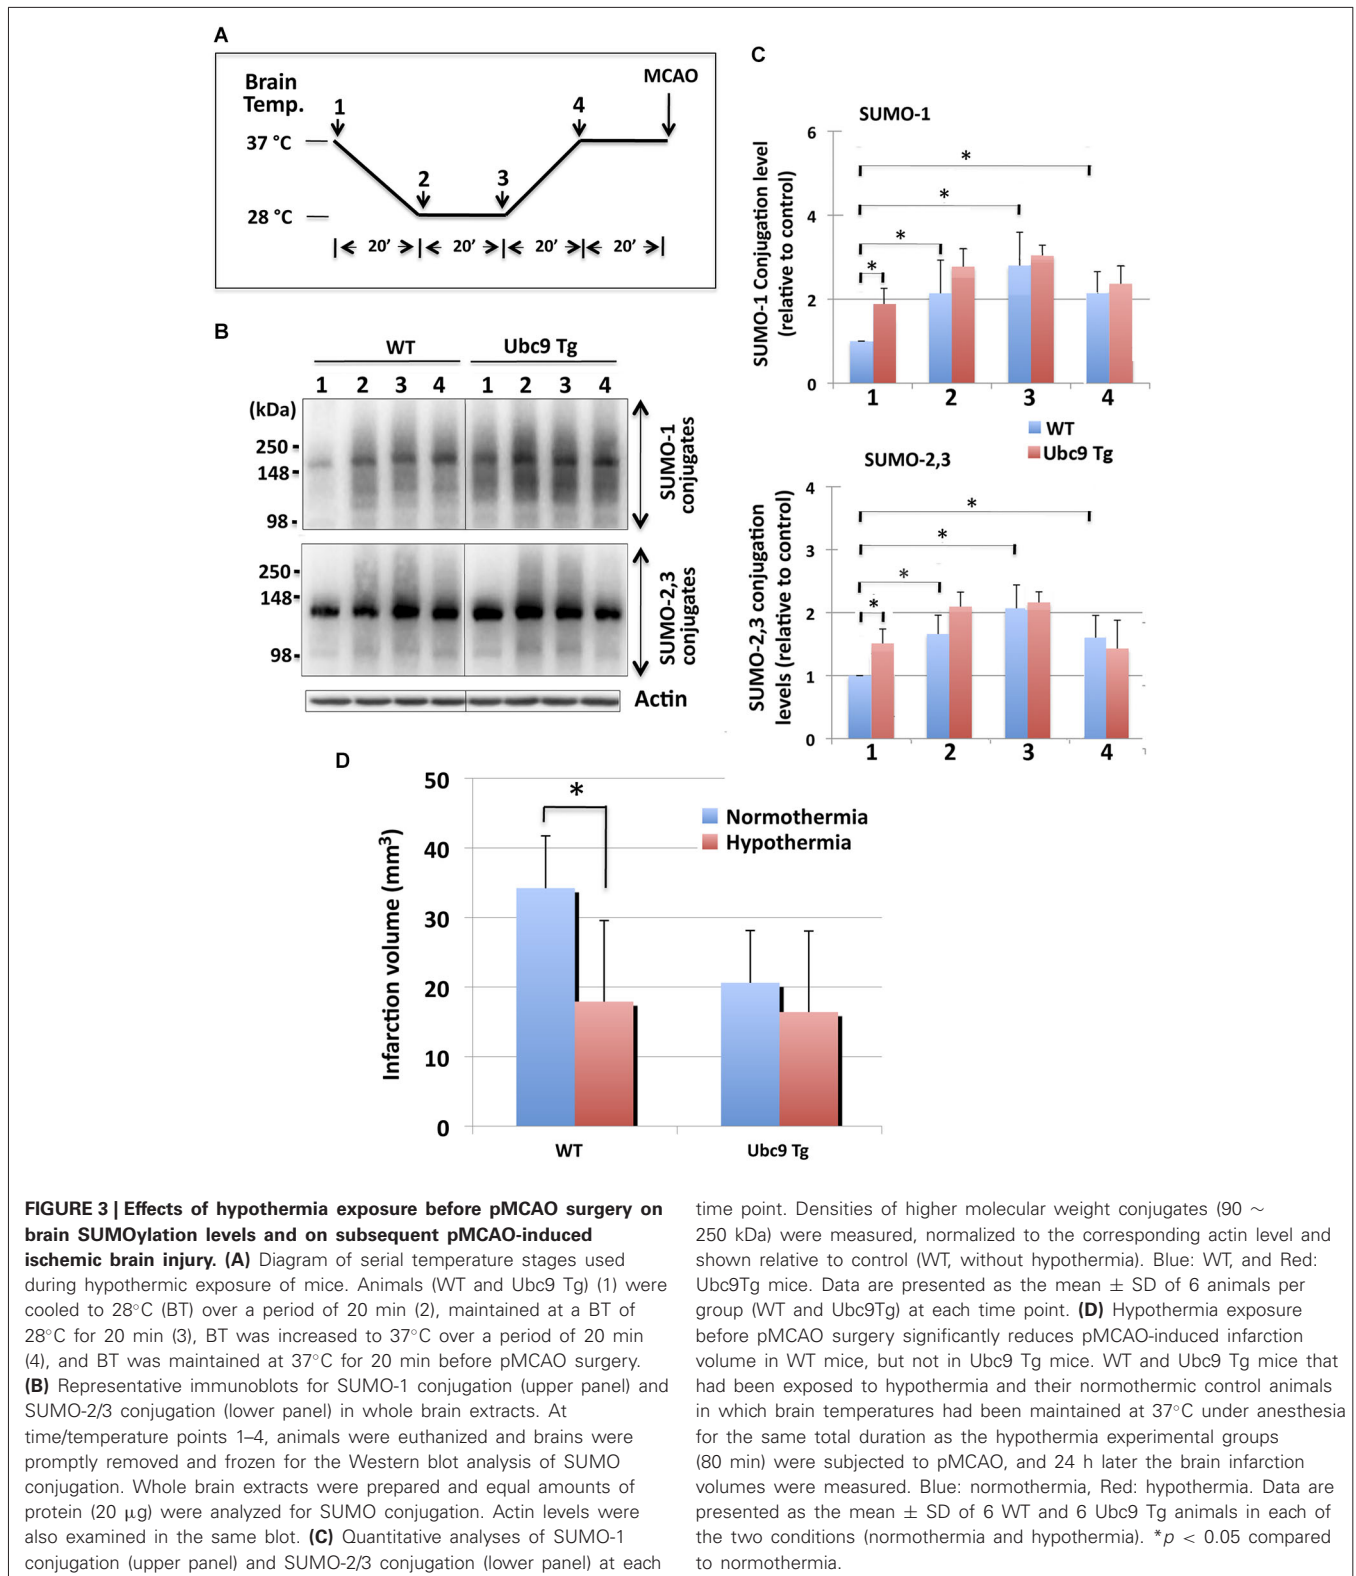 A
Brain
Temp.
1
MCAO
4
37 °C
2
3
28 °C
20' 20' 20' 20'
B
WT
Ubc9 Tg
1 2 3 4 1 2 3 4
(kDa)
250
148
98
SUMO-1
conjugates
250
148
98
SUMO-2,3
conjugates
Actin
C
SUMO-1
SUMO-1 Conjugation level
(relative to control)
6
4
2
0
*
*
*
*
1 2 3 4
WT
Ubc9 Tg
SUMO-2,3
SUMO-2,3 conjugation
levels (relative to control)
4
3
2
1
0
*
*
*
*
1 2 3 4
D
Infarction volume (mm³)
50
40
30
20
10
0
*
Normothermia
Hypothermia
WT
Ubc9 Tg
FIGURE 3 | Effects of hypothermia exposure before pMCAO surgery on
brain SUMOylation levels and on subsequent pMCAO-induced
ischemic brain injury. (A) Diagram of serial temperature stages used
during hypothermic exposure of mice. Animals (WT and Ubc9 Tg) (1) were
cooled to 28°C (BT) over a period of 20 min (2), maintained at a BT of
28°C for 20 min (3), BT was increased to 37°C over a period of 20 min
(4), and BT was maintained at 37°C for 20 min before pMCAO surgery.
(B) Representative immunoblots for SUMO-1 conjugation (upper panel) and
SUMO-2/3 conjugation (lower panel) in whole brain extracts. At
time/temperature points 1–4, animals were euthanized and brains were
promptly removed and frozen for the Western blot analysis of SUMO
conjugation. Whole brain extracts were prepared and equal amounts of
protein (20 μg) were analyzed for SUMO conjugation. Actin levels were
also examined in the same blot. (C) Quantitative analyses of SUMO-1
conjugation (upper panel) and SUMO-2/3 conjugation (lower panel) at each
time point. Densities of higher molecular weight conjugates (90 ∼
250 kDa) were measured, normalized to the corresponding actin level and
shown relative to control (WT, without hypothermia). Blue: WT, and Red:
Ubc9Tg mice. Data are presented as the mean ± SD of 6 animals per
group (WT and Ubc9Tg) at each time point. (D) Hypothermia exposure
before pMCAO surgery significantly reduces pMCAO-induced infarction
volume in WT mice, but not in Ubc9 Tg mice. WT and Ubc9 Tg mice that
had been exposed to hypothermia and their normothermic control animals
in which brain temperatures had been maintained at 37°C under anesthesia
for the same total duration as the hypothermia experimental groups
(80 min) were subjected to pMCAO, and 24 h later the brain infarction
volumes were measured. Blue: normothermia, Red: hypothermia. Data are
presented as the mean ± SD of 6 WT and 6 Ubc9 Tg animals in each of
the two conditions (normothermia and hypothermia). *p < 0.05 compared
to normothermia.